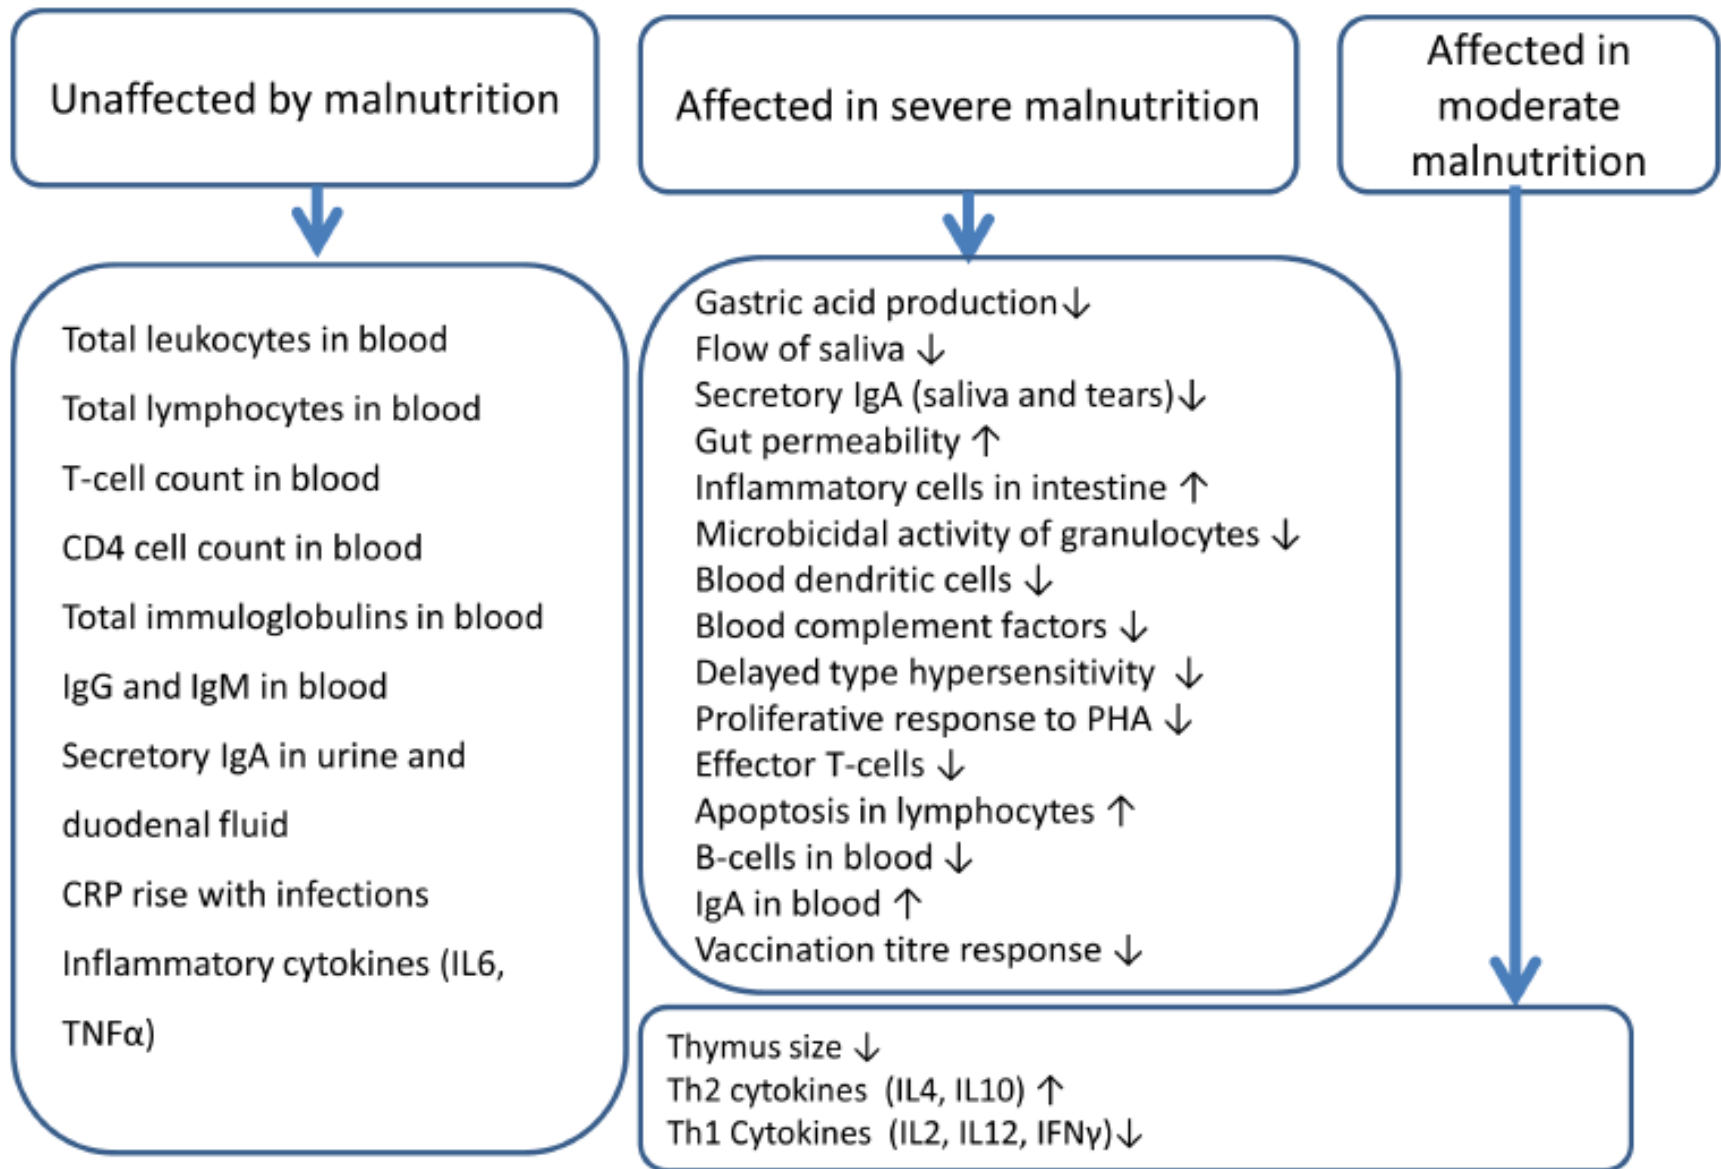 Unaffected by malnutrition
Affected in severe malnutrition
Affected in
moderate
malnutrition
Total leukocytes in blood
Total lymphocytes in blood
T-cell count in blood
CD4 cell count in blood
Total immuloglobulins in blood
IgG and IgM in blood
Secretory IgA in urine and
duodenal fluid
CRP rise with infections
Inflammatory cytokines (IL6,
TNFα)
Gastric acid production↓
Flow of saliva ↓
Secretory IgA (saliva and tears)↓
Gut permeability ↑
Inflammatory cells in intestine ↑
Microbicidal activity of granulocytes ↓
Blood dendritic cells ↓
Blood complement factors ↓
Delayed type hypersensitivity ↓
Proliferative response to PHA ↓
Effector T-cells ↓
Apoptosis in lymphocytes ↑
B-cells in blood ↓
IgA in blood ↑
Vaccination titre response ↓
Thymus size ↓
Th2 cytokines (IL4, IL10) ↑
Th1 Cytokines (IL2, IL12, IFNγ)↓